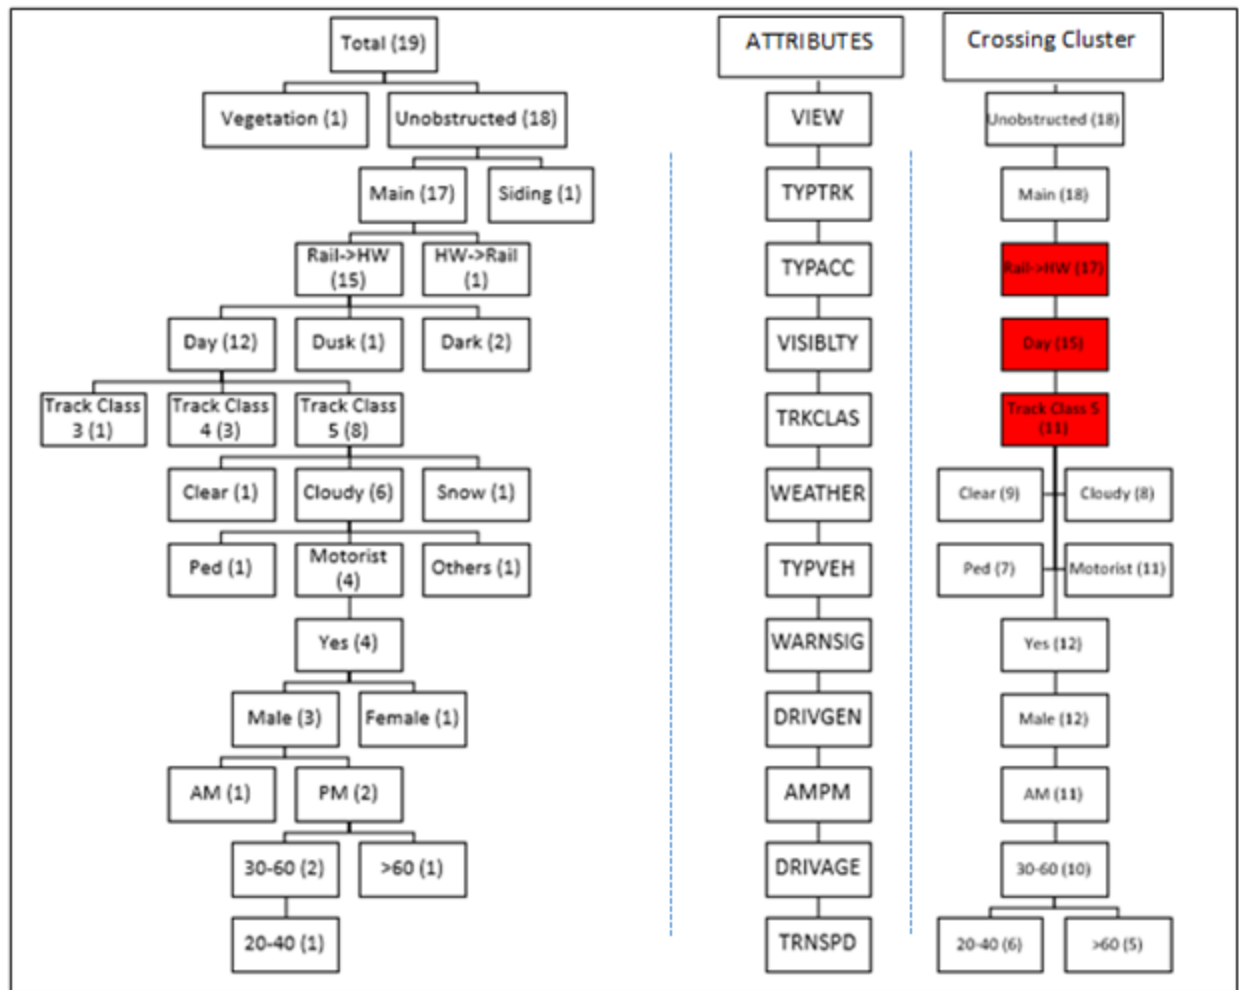 Total (19)
Vegetation (1)
Unobstructed (18)
Main (17)
Siding (1)
Rail->HW
(15)
HW->Rail
(1)
Day (12)
Dusk (1)
Dark (2)
Track Class
3 (1)
Track Class
4 (3)
Track Class
5 (8)
Clear (1)
Cloudy (6)
Snow (1)
Ped (1)
Motorist
(4)
Others (1)
Yes (4)
Male (3)
Female (1)
AM (1)
PM (2)
30-60 (2)
>60 (1)
20-40 (1)
ATTRIBUTES
VIEW
TYPTRK
TYPACC
VISIBLTY
TRKCLAS
WEATHER
TYPVEH
WARNSIG
DRIVGEN
AMPM
DRIVAGE
TRNSPD
Crossing Cluster
Unobstructed (18)
Main (18)
Rail->HW (17)
Day (15)
Track Class 5
(11)
Clear (9)
Cloudy (8)
Ped (7)
Motorist (11)
Yes (12)
Male (12)
AM (11)
30-60 (10)
20-40 (6)
>60 (5)